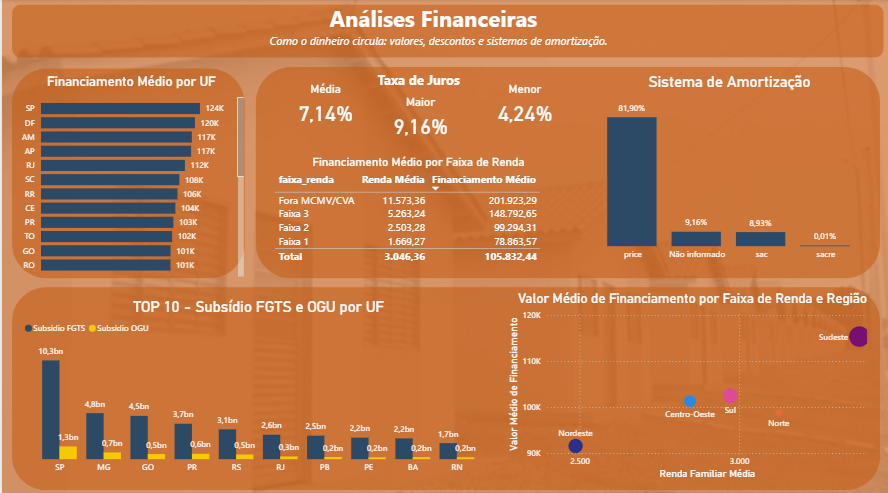 Análises Financeiras
Como o dinheiro circula: valores, descontos e sistemas de amortização.
Financiamento Médio por UF
SP 124K
DF 120K
AM 117K
AP 117K
RJ 112K
SC 108K
RR 106K
CE 104K
PR 103K
TO 102K
GO 101K
RO 101K
Taxa de Juros
Média
7,14%
Maior
9,16%
Menor
4,24%
Financiamento Médio por Faixa de Renda
faixa_renda Renda Média Financiamento Médio
Fora MCMV/CVA 11.573,36 201.923,29
Faixa 3 5.263,24 148.792,65
Faixa 2 2.503,28 99.294,31
Faixa 1 1.669,27 78.863,57
Total 3.046,36 105.832,44
Sistema de Amortização
81,90%
9,16%
8,93%
0,01%
price Não informado sac sacre
TOP 10 - Subsídio FGTS e OGU por UF
Subsídio FGTS Subsídio OGU
10,3bn 1,3bn
4,8bn 0,7bn
4,5bn 0,5bn
3,7bn 0,6bn
3,1bn 0,5bn
2,6bn 0,3bn
2,5bn 0,2bn
2,2bn 0,2bn
2,2bn 0,2bn
1,7bn 0,2bn
SP MG GO PR RS RJ PB PE BA RN
Valor Médio de Financiamento por Faixa de Renda e Região
Valor Médio de Financiamento
120K
110K
100K
90K
Sudeste
Centro-Oeste
Sul
Norte
Nordeste
2.500 3.000
Renda Familiar Média